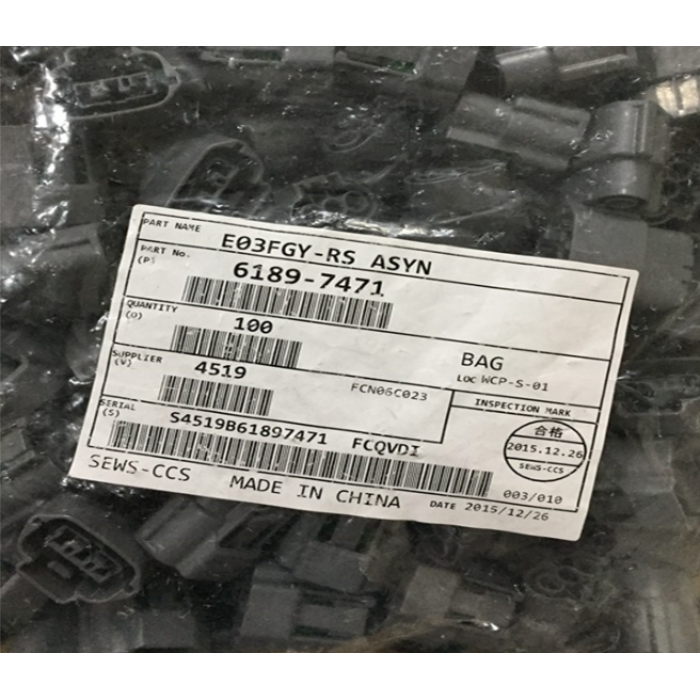 PART NAME E03FGY-RS ASYN
PART No. 6189-7471
(P)
QUANTITY 100
(Q)
BAG
LOC WCP-S-01
SUPPLIER 4519
(V)
FCN06C023
INSPECTION MARK
SERIAL S4519B61897471 FCQVDI
(S)
合格
2015.12.26
SEWS-CCS
003/010
SEWS-CCS MADE IN CHINA DATE 2015/12/26